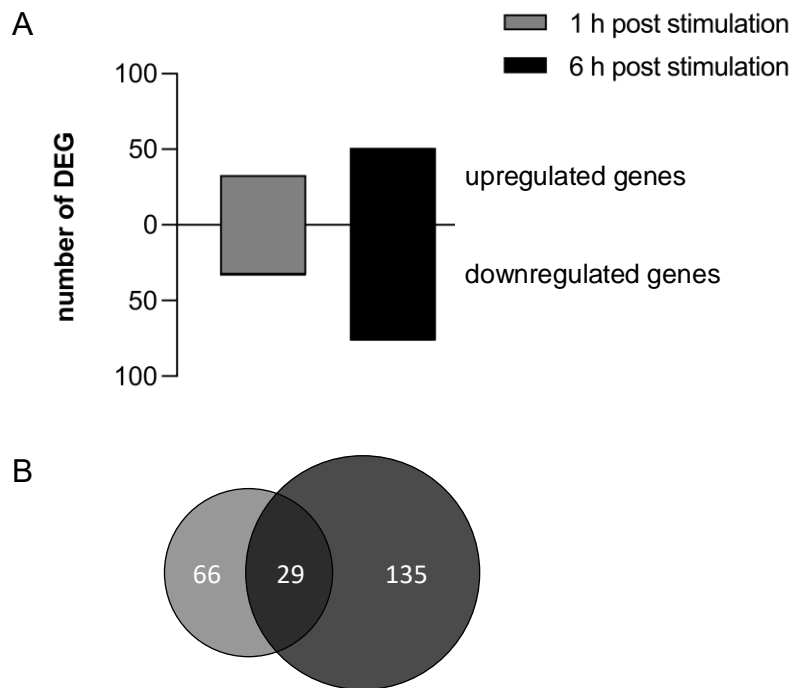 A
1 h post stimulation
6 h post stimulation
number of DEG
100
50
0
50
100
upregulated genes
downregulated genes
B
66
29
135